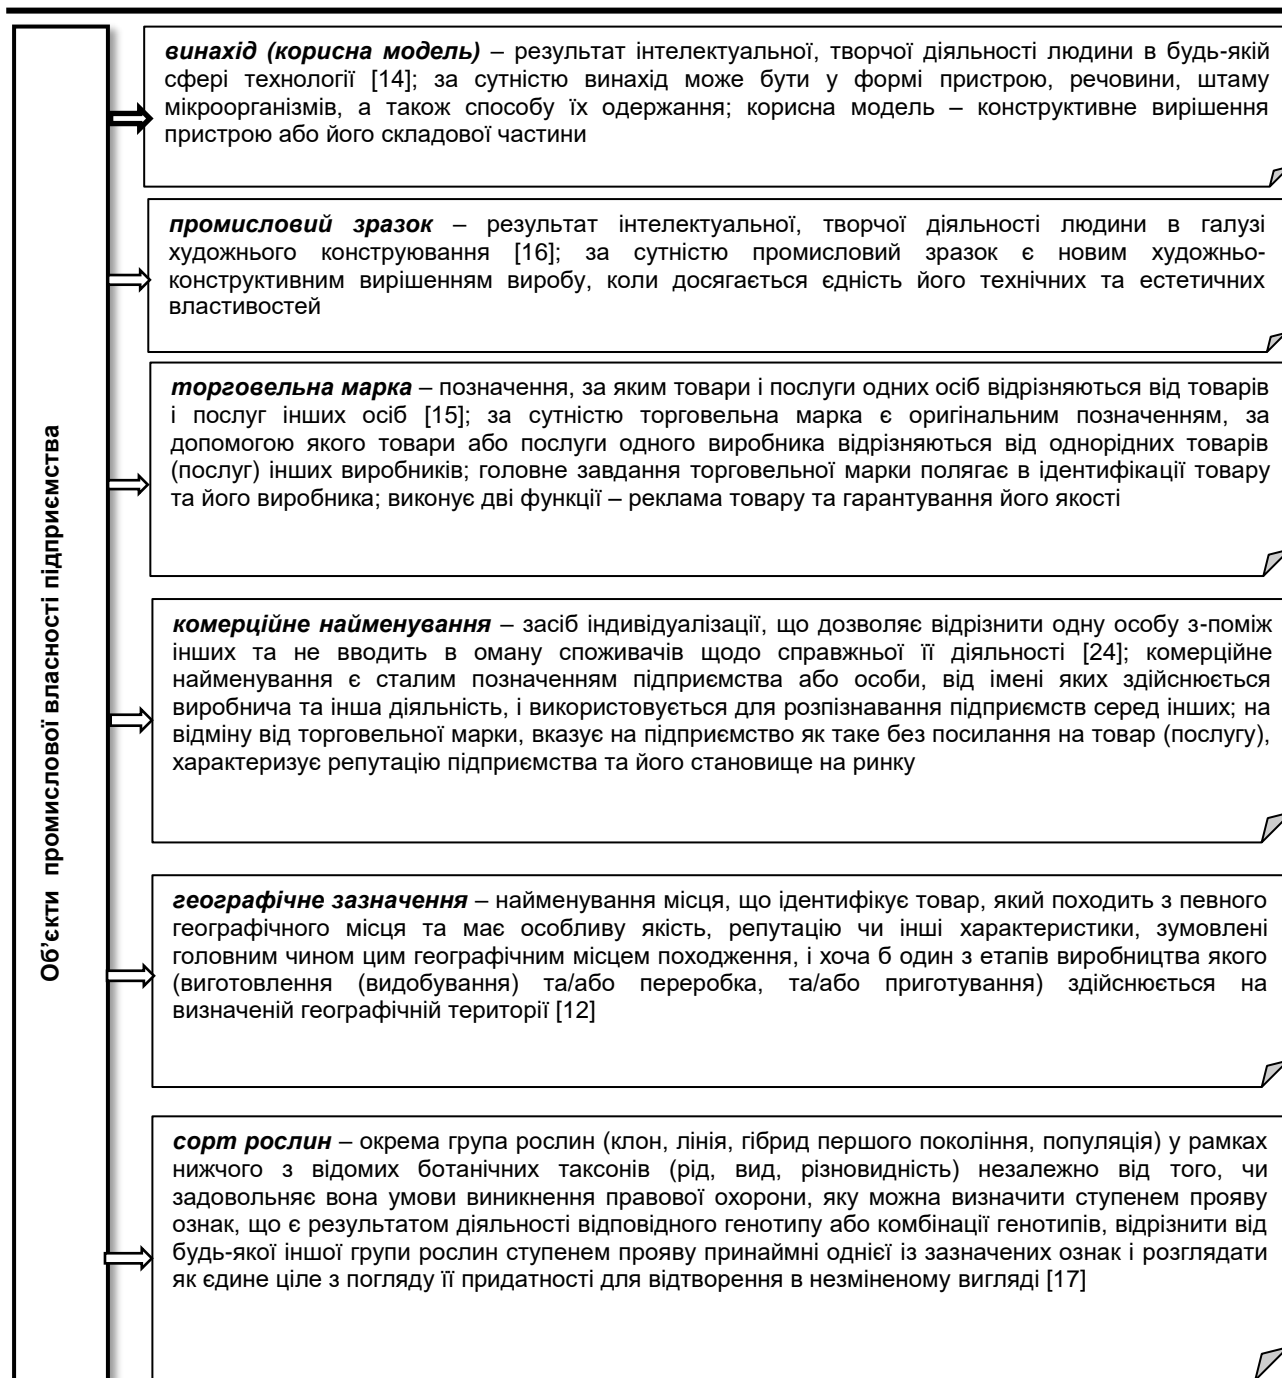 Об’єкти промислової власності підприємства
винахід (корисна модель) – результат інтелектуальної, творчої діяльності людини в будь-якій
сфері технології [14]; за сутністю винахід може бути у формі пристрою, речовини, штаму
мікроорганізмів, а також способу їх одержання; корисна модель – конструктивне вирішення
пристрою або його складової частини
промисловий зразок – результат інтелектуальної, творчої діяльності людини в галузі
художнього конструювання [16]; за сутністю промисловий зразок є новим художньо-
конструктивним вирішенням виробу, коли досягається єдність його технічних та естетичних
властивостей
торговельна марка – позначення, за яким товари і послуги одних осіб відрізняються від товарів
і послуг інших осіб [15]; за сутністю торговельна марка є оригінальним позначенням, за
допомогою якого товари або послуги одного виробника відрізняються від однорідних товарів
(послуг) інших виробників; головне завдання торговельної марки полягає в ідентифікації товару
та його виробника; виконує дві функції – реклама товару та гарантування його якості
комерційне найменування – засіб індивідуалізації, що дозволяє відрізнити одну особу з-поміж
інших та не вводить в оману споживачів щодо справжньої її діяльності [24]; комерційне
найменування є сталим позначенням підприємства або особи, від імені яких здійснюється
виробнича та інша діяльність, і використовується для розпізнавання підприємств серед інших; на
відміну від торговельної марки, вказує на підприємство як таке без посилання на товар (послугу),
характеризує репутацію підприємства та його становище на ринку
географічне зазначення – найменування місця, що ідентифікує товар, який походить з певного
географічного місця та має особливу якість, репутацію чи інші характеристики, зумовлені
головним чином цим географічним місцем походження, і хоча б один з етапів виробництва якого
(виготовлення (видобування) та/або переробка, та/або приготування) здійснюється на
визначеній географічній території [12]
сорт рослин – окрема група рослин (клон, лінія, гібрид першого покоління, популяція) у рамках
нижчого з відомих ботанічних таксонів (рід, вид, різновидність) незалежно від того, чи
задовольняє вона умови виникнення правової охорони, яку можна визначити ступенем прояву
ознак, що є результатом діяльності відповідного генотипу або комбінації генотипів, відрізнити від
будь-якої іншої групи рослин ступенем прояву принаймні однієї із зазначених ознак і розглядати
як єдине ціле з погляду її придатності для відтворення в незміненому вигляді [17]